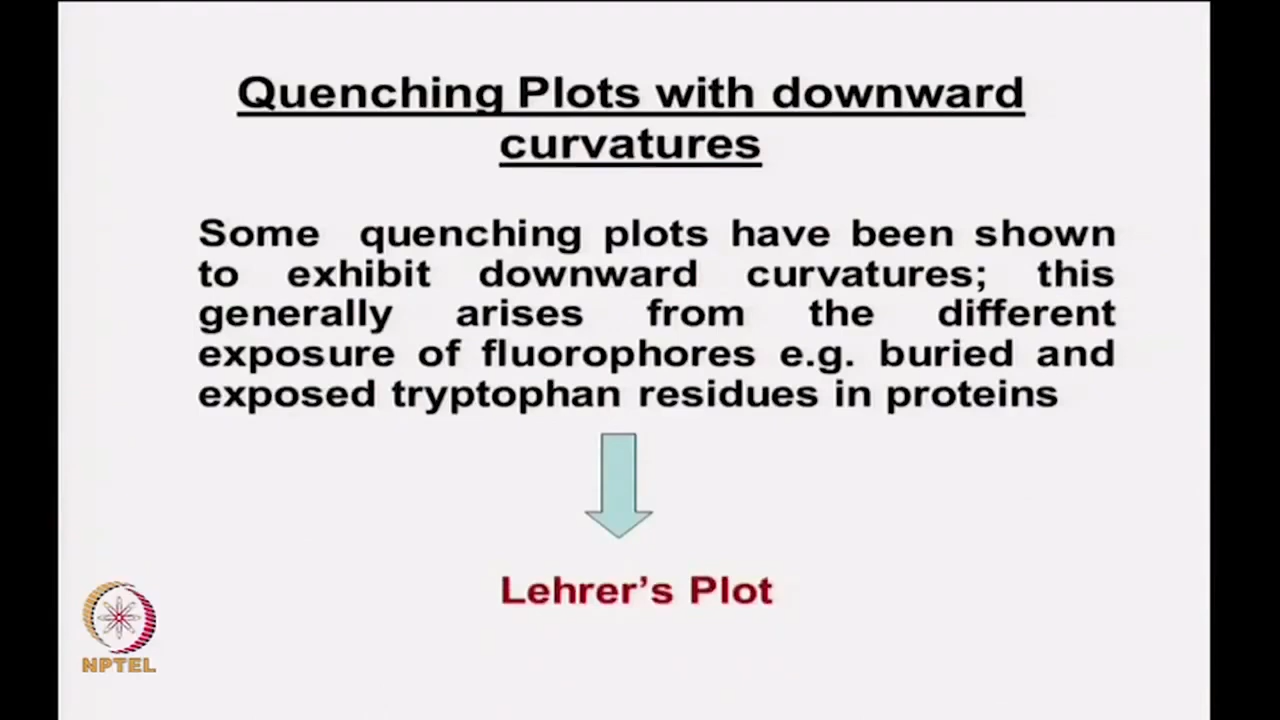 Quenching Plots with downward
curvatures
Some quenching plots have been shown
to exhibit downward curvatures; this
generally arises from the different
exposure of fluorophores e.g. buried and
exposed tryptophan residues in proteins
Lehrer's Plot
NPTEL